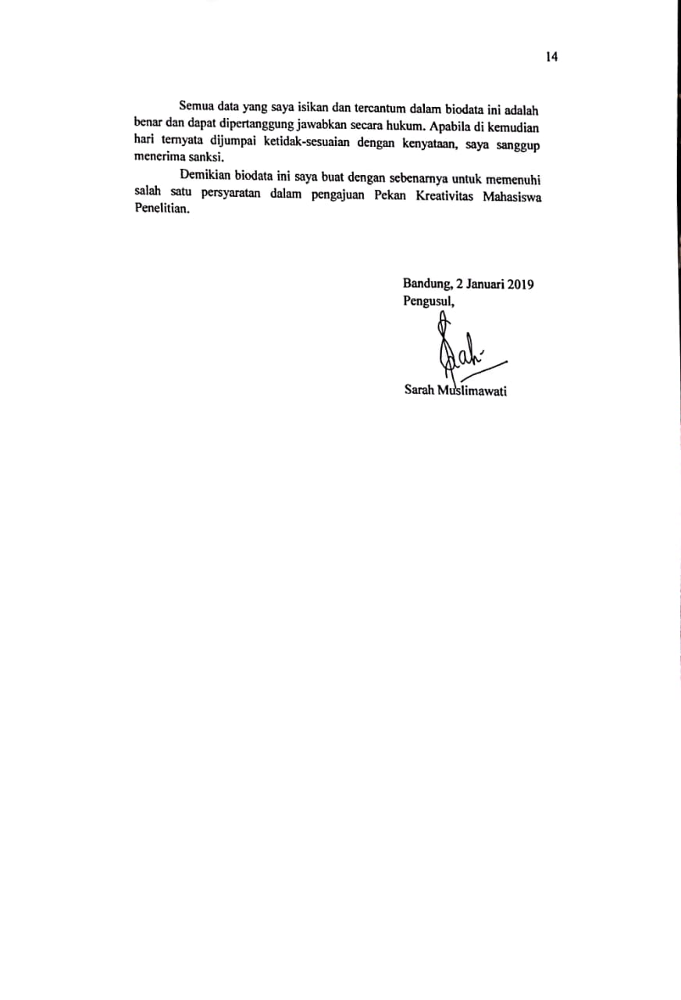 14
Semua data yang saya isikan dan tercantum dalam biodata ini adalah
benar dan dapat dipertanggung jawabkan secara hukum. Apabila di kemudian
hari ternyata dijumpai ketidak-sesuaian dengan kenyataan, saya sanggup
menerima sanksi.
Demikian biodata ini saya buat dengan sebenarnya untuk memenuhi
salah satu persyaratan dalam pengajuan Pekan Kreativitas Mahasiswa
Penelitian.
Bandung, 2 Januari 2019
Pengusul,
Sarah Muslimawati